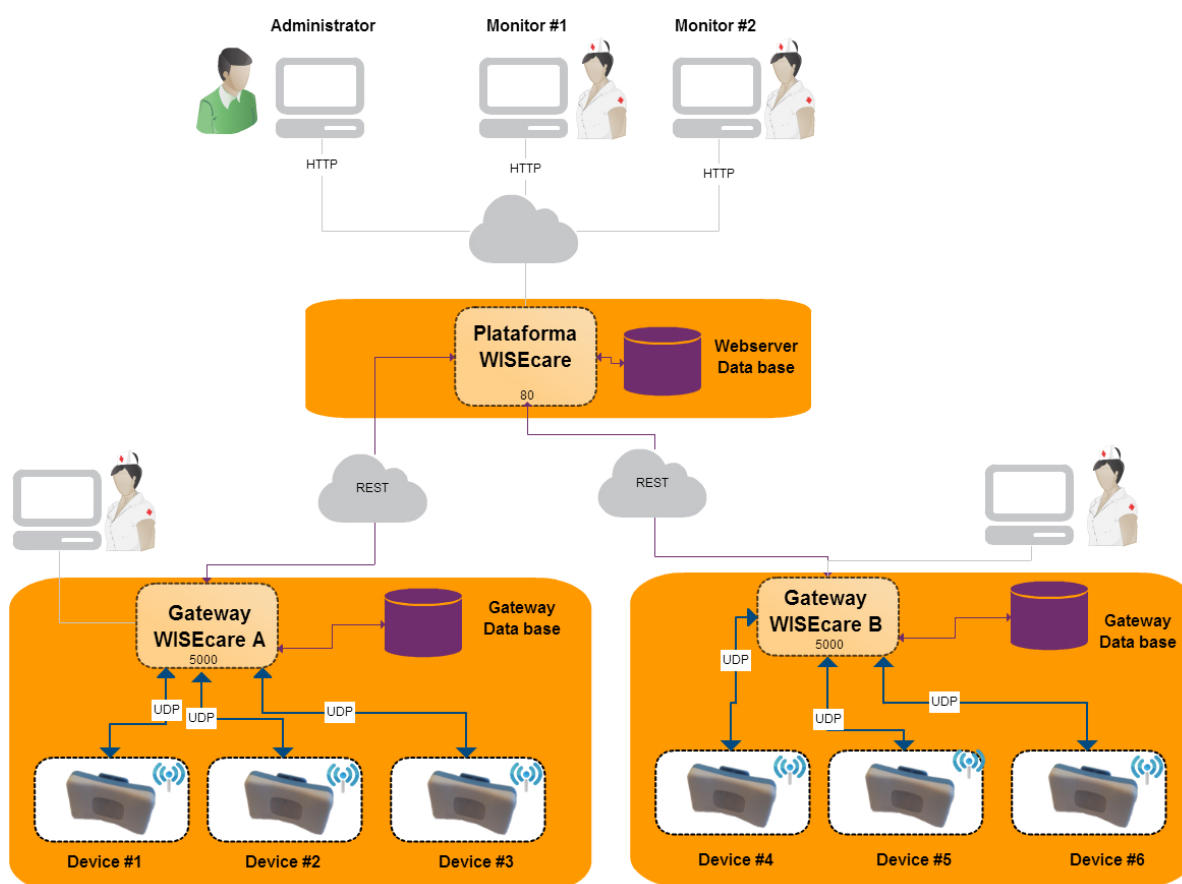 Administrator
Monitor #1
Monitor #2
HTTP
HTTP
HTTP
Plataforma
WISEcare
80
Webserver
Data base
REST
REST
Gateway
WISEcare A
5000
Gateway
Data base
Gateway
WISEcare B
5000
Gateway
Data base
UDP
UDP
UDP
UDP
UDP
UDP
Device #1
Device #2
Device #3
Device #4
Device #5
Device #6